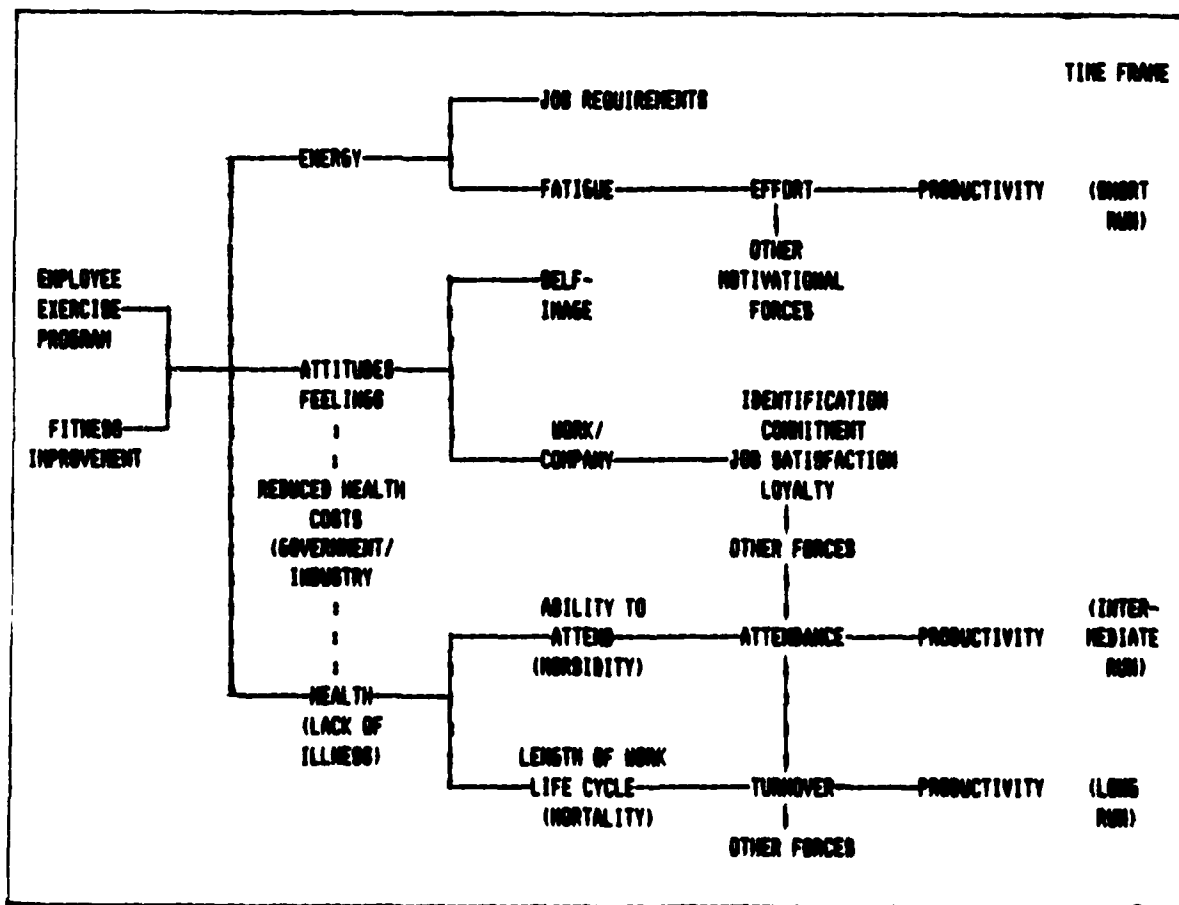 TIME FRAME
JOB REQUIREMENTS
ENERGY
FATIGUE
EFFORT
PRODUCTIVITY
(SHORT
RUN)
OTHER
MOTIVATIONAL
FORCES
EMPLOYEE
EXERCISE
PROGRAM
SELF-
IMAGE
ATTITUDES
FEELINGS
FITNESS
IMPROVEMENT
WORK/
COMPANY
IDENTIFICATION
COMMITMENT
JOB SATISFACTION
LOYALTY
:
:
REDUCED HEALTH
COSTS
(GOVERNMENT/
INDUSTRY
:
:
:
OTHER FORCES
ABILITY TO
ATTEND
(MORBIDITY)
ATTENDANCE
PRODUCTIVITY
(INTER-
MEDIATE
RUN)
HEALTH
(LACK OF
ILLNESS)
LENGTH OF WORK
LIFE CYCLE
(MORTALITY)
TURNOVER
PRODUCTIVITY
(LONG
RUN)
OTHER FORCES